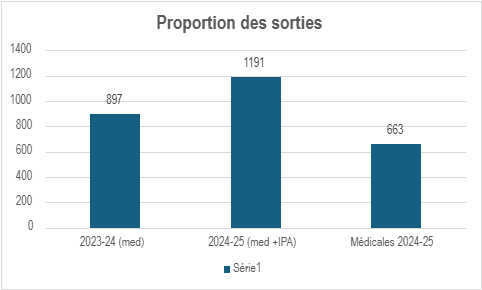 Proportion des sorties
1400
1200
1000
800
600
400
200
0
897
1191
663
2023-24 (med)
2024-25 (med +IPA)
Médicales 2024-25
Série1